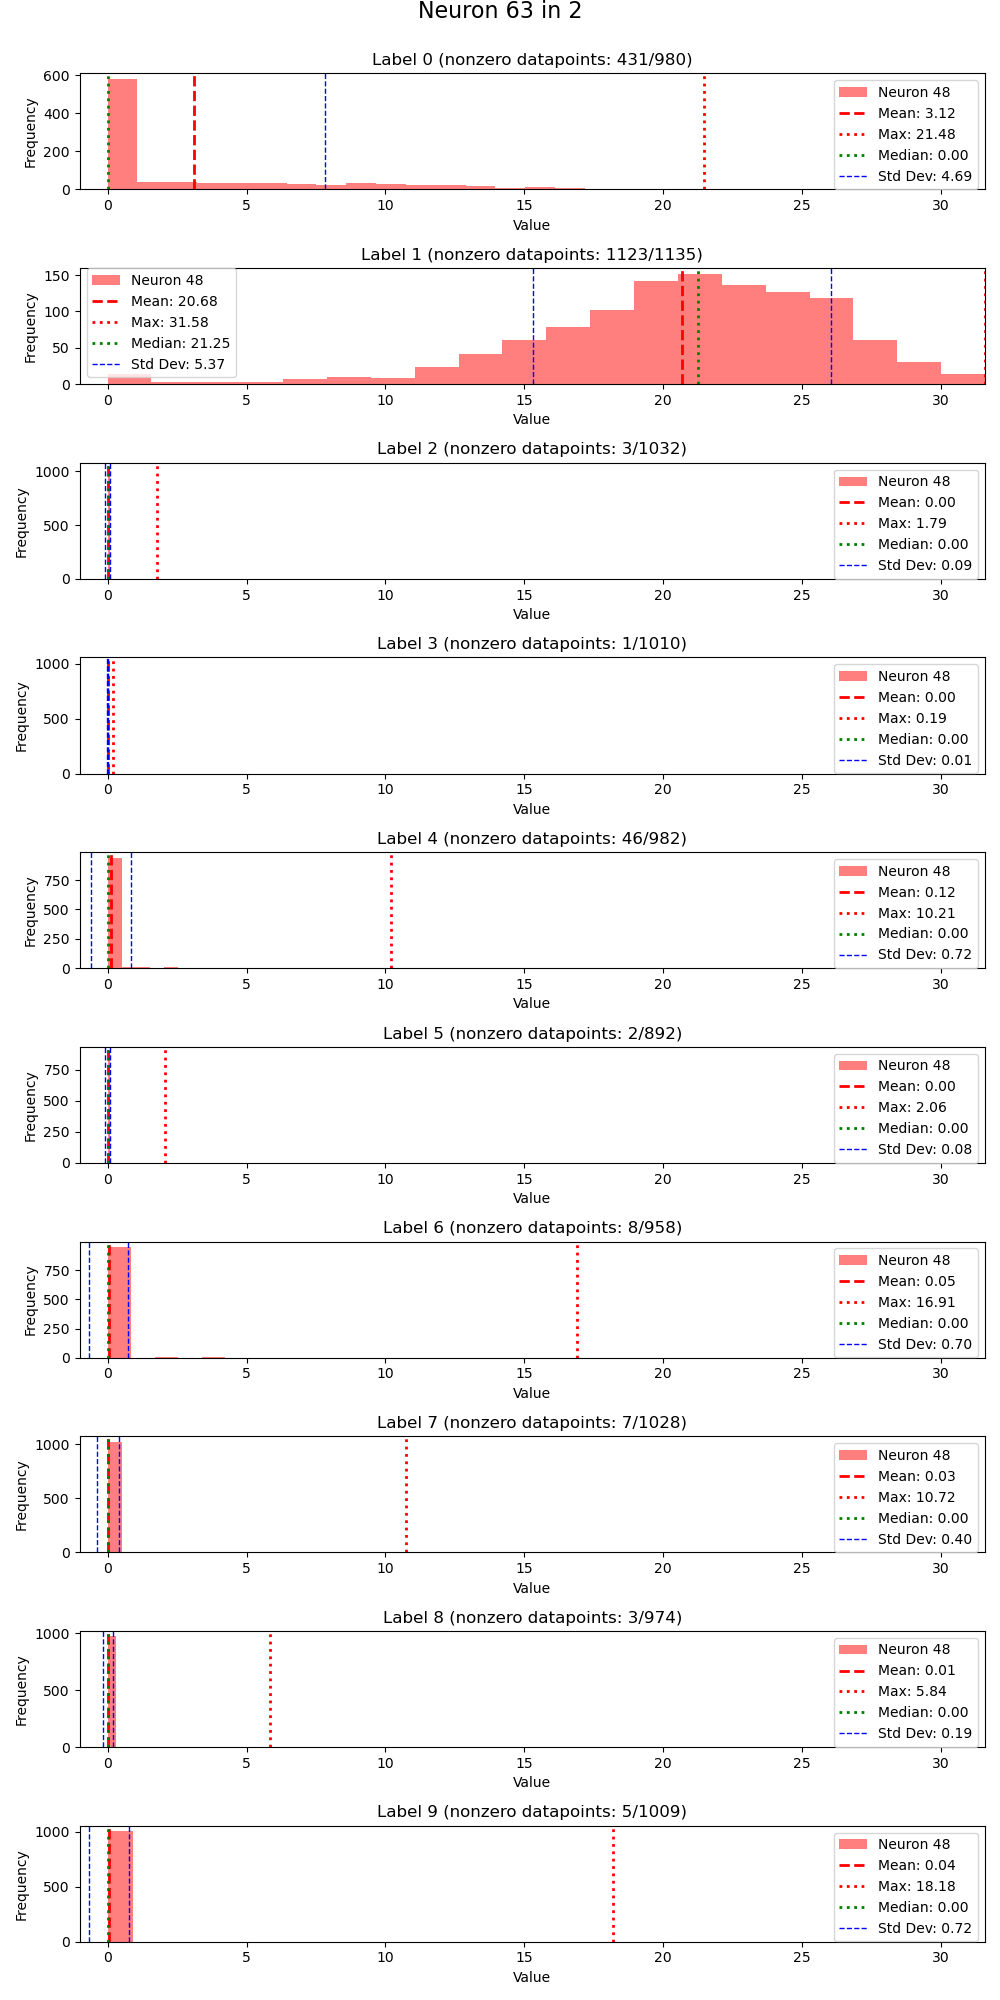 Neuron 63 in 2
Label 0 (nonzero datapoints: 431/980)
Frequency
600
400
200
0
Neuron 48
Mean: 3.12
Max: 21.48
Median: 0.00
Std Dev: 4.69
0 5 10 15 20 25 30
Value
Label 1 (nonzero datapoints: 1123/1135)
Frequency
150
100
50
0
Neuron 48
Mean: 20.68
Max: 31.58
Median: 21.25
Std Dev: 5.37
0 5 10 15 20 25 30
Value
Label 2 (nonzero datapoints: 3/1032)
Frequency
1000
500
0
Neuron 48
Mean: 0.00
Max: 1.79
Median: 0.00
Std Dev: 0.09
0 5 10 15 20 25 30
Value
Label 3 (nonzero datapoints: 1/1010)
Frequency
1000
500
0
Neuron 48
Mean: 0.00
Max: 0.19
Median: 0.00
Std Dev: 0.01
0 5 10 15 20 25 30
Value
Label 4 (nonzero datapoints: 46/982)
Frequency
750
500
250
0
Neuron 48
Mean: 0.12
Max: 10.21
Median: 0.00
Std Dev: 0.72
0 5 10 15 20 25 30
Value
Label 5 (nonzero datapoints: 2/892)
Frequency
750
500
250
0
Neuron 48
Mean: 0.00
Max: 2.06
Median: 0.00
Std Dev: 0.08
0 5 10 15 20 25 30
Value
Label 6 (nonzero datapoints: 8/958)
Frequency
750
500
250
0
Neuron 48
Mean: 0.05
Max: 16.91
Median: 0.00
Std Dev: 0.70
0 5 10 15 20 25 30
Value
Label 7 (nonzero datapoints: 7/1028)
Frequency
1000
500
0
Neuron 48
Mean: 0.03
Max: 10.72
Median: 0.00
Std Dev: 0.40
0 5 10 15 20 25 30
Value
Label 8 (nonzero datapoints: 3/974)
Frequency
1000
500
0
Neuron 48
Mean: 0.01
Max: 5.84
Median: 0.00
Std Dev: 0.19
0 5 10 15 20 25 30
Value
Label 9 (nonzero datapoints: 5/1009)
Frequency
1000
500
0
Neuron 48
Mean: 0.04
Max: 18.18
Median: 0.00
Std Dev: 0.72
0 5 10 15 20 25 30
Value